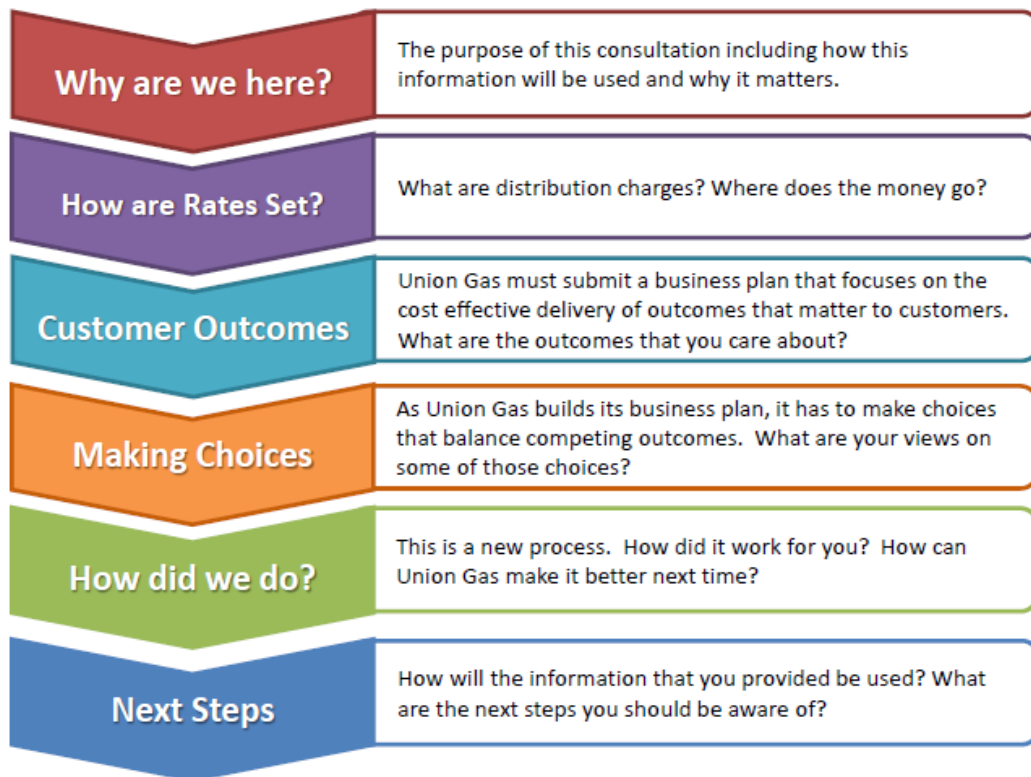 Why are we here?
The purpose of this consultation including how this
information will be used and why it matters.
How are Rates Set?
What are distribution charges? Where does the money go?
Customer Outcomes
Union Gas must submit a business plan that focuses on the
cost effective delivery of outcomes that matter to customers.
What are the outcomes that you care about?
Making Choices
As Union Gas builds its business plan, it has to make choices
that balance competing outcomes.  What are your views on
some of those choices?
How did we do?
This is a new process.  How did it work for you?  How can
Union Gas make it better next time?
Next Steps
How will the information that you provided be used? What
are the next steps you should be aware of?